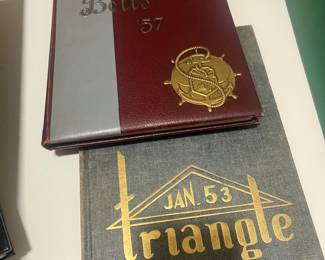 Bells
'57
JAN. 53
triangle